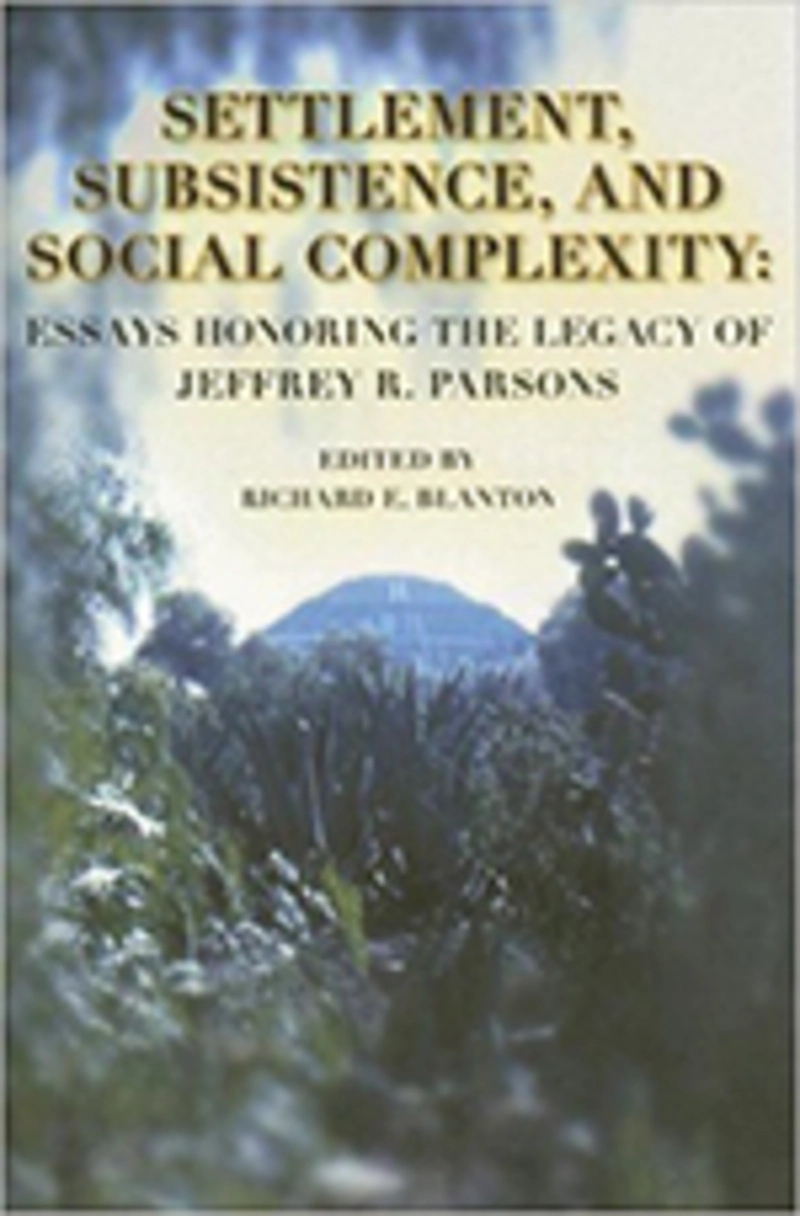 SETTLEMENT,
SUBSISTENCE, AND
SOCIAL COMPLEXITY:
ESSAYS HONORING THE LEGACY OF
JEFFREY R. PARSONS
EDITED BY
RICHARD E. BLANTON